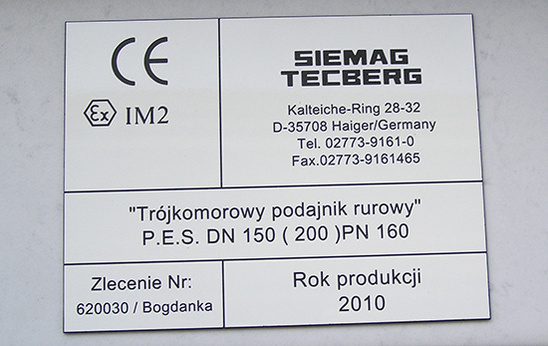 CE
Ex IM2
SIEMAG
TECBERG
Kalteiche-Ring 28-32
D-35708 Haiger/Germany
Tel. 02773-9161-0
Fax.02773-9161465
"Trójkomorowy podajnik rurowy"
P.E.S. DN 150 ( 200 )PN 160
Zlecenie Nr:
620030 / Bogdanka
Rok produkcji
2010